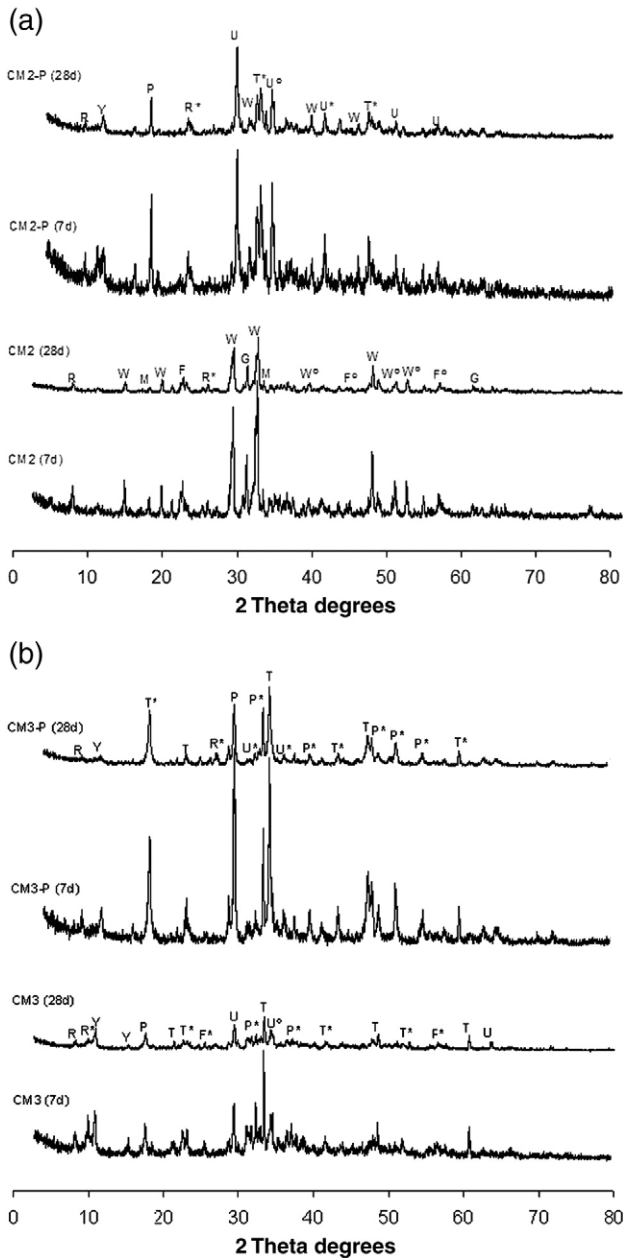 (a)
U
CM2-P (28d)
P T* U°
R Y R* W W U* W T* U U
CM2-P (7d)
W W
CM2 (28d)
R W M W F R* G M W° F° W W° W° F° G
CM2 (7d)
0 10 20 30 40 50 60 70 80
2 Theta degrees
(b)
T
P P*
T*
CM3-P (28d)
R Y T R* U* U* P* T* T P* P* P* T*
CM3-P (7d)
CM3 (28d)
R R* Y Y P T T* F* U P* T U° P* T* T T* F* T U
CM3 (7d)
0 10 20 30 40 50 60 70 80
2 Theta degrees